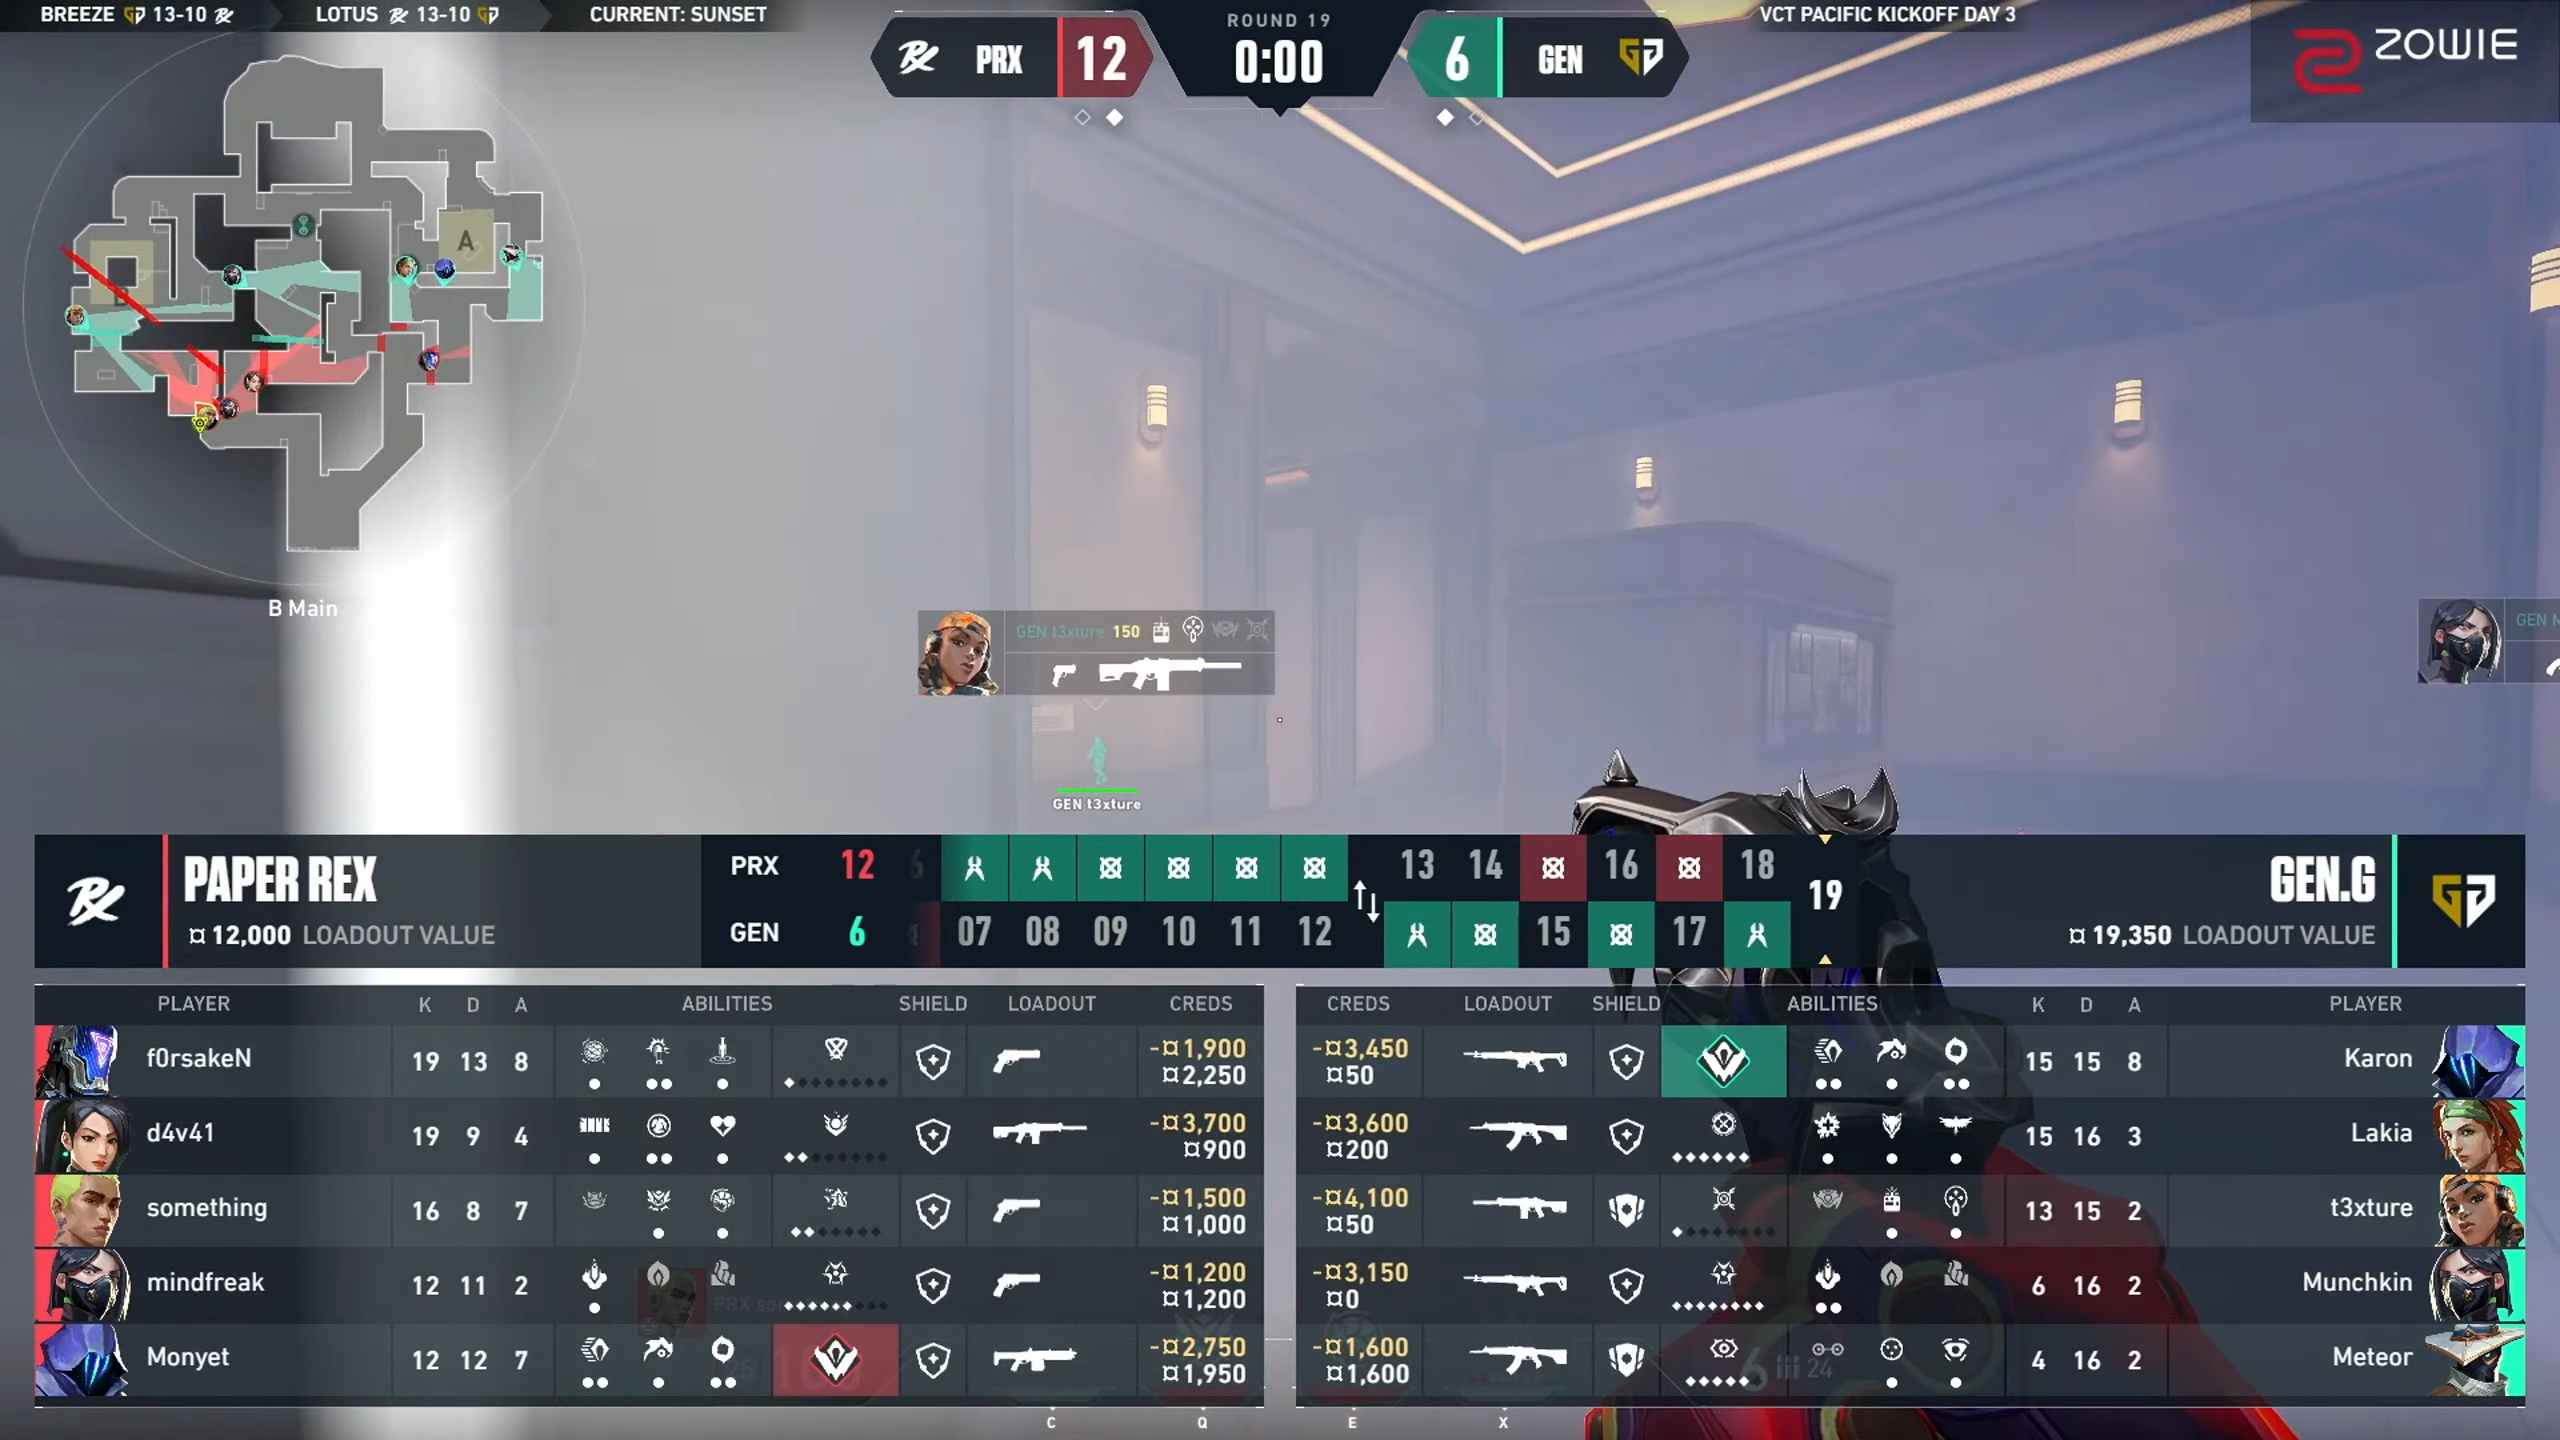 BREEZE 13-10
LOTUS 13-10
CURRENT: SUNSET
PRX 12
ROUND 19
0:00
6 GEN
VCT PACIFIC KICKOFF DAY 3
ZOWIE
A
B
B Main
GEN t3xture 150
GEN
GEN t3xture
PAPER REX
12,000 LOADOUT VALUE
PRX 12 13 14 16 18
19
GEN 6 07 08 09 10 11 12 15 17
GEN.G
19,350 LOADOUT VALUE
PLAYER K D A ABILITIES SHIELD LOADOUT CREDS
f0rsakeN 19 13 8 -1,900
2,250
d4v41 19 9 4 -3,700
900
something 16 8 7 -1,500
1,000
mindfreak 12 11 2 -1,200
1,200
Monyet 12 12 7 -2,750
1,950
CREDS LOADOUT SHIELD ABILITIES K D A PLAYER
-3,450 15 15 8 Karon
50
-3,600 15 16 3 Lakia
200
-4,100 13 15 2 t3xture
50
-3,150 6 16 2 Munchkin
0
-1,600 4 16 2 Meteor
1,600
6 24
C Q E X